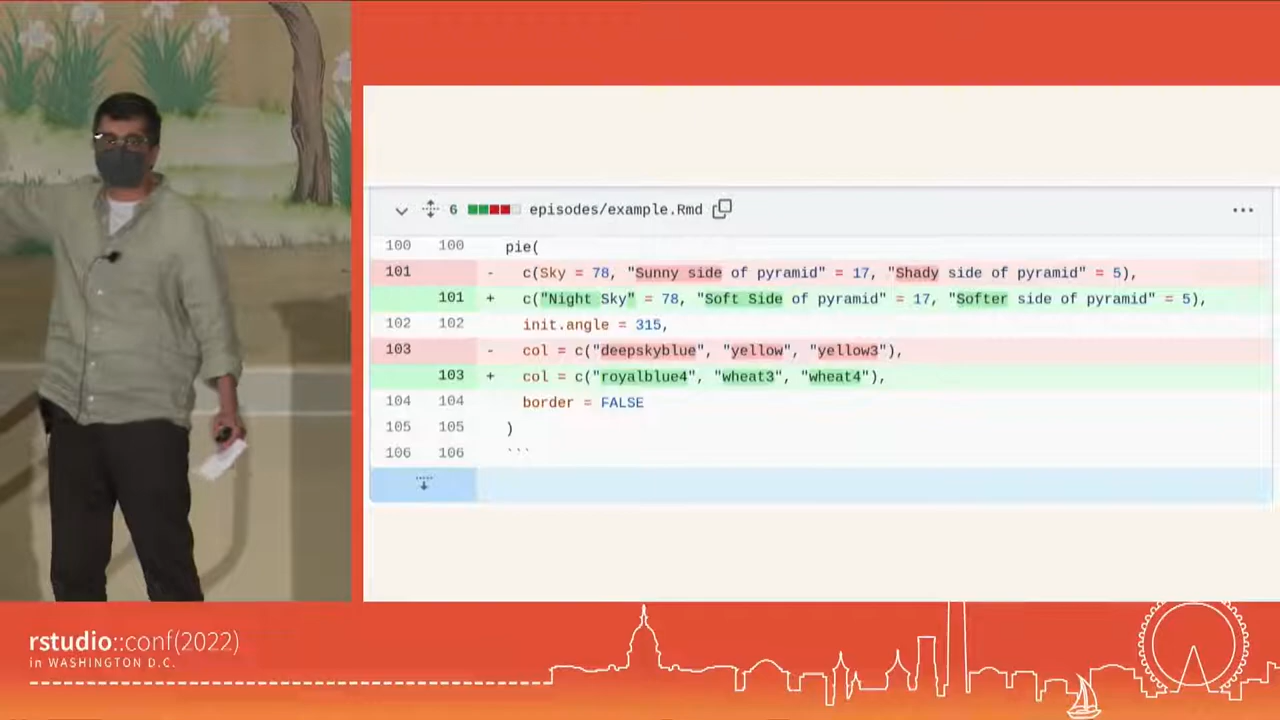 6 episodes/example.Rmd ...
100 100 pie(
101 - c(Sky = 78, "Sunny side of pyramid" = 17, "Shady side of pyramid" = 5),
101 + c("Night Sky" = 78, "Soft Side of pyramid" = 17, "Softer side of pyramid" = 5),
102 102 init.angle = 315,
103 - col = c("deepskyblue", "yellow", "yellow3"),
103 + col = c("royalblue4", "wheat3", "wheat4"),
104 104 border = FALSE
105 105 )
106 106 ```
rstudio::conf(2022)
in WASHINGTON D.C.